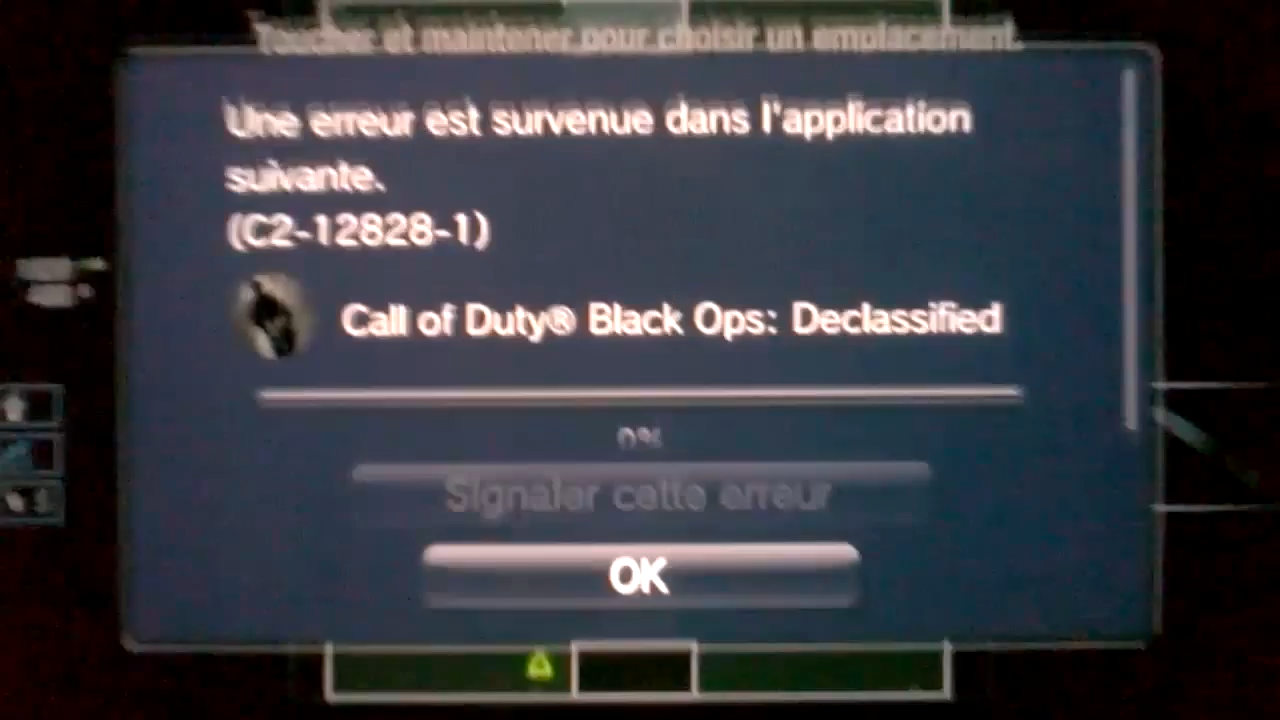 Toucher et maintener pour choisir un emplacement.
Une erreur est survenue dans l'application
suivante.
(C2-12828-1)
Call of Duty® Black Ops: Declassified
0%
Signaler cette erreur
OK